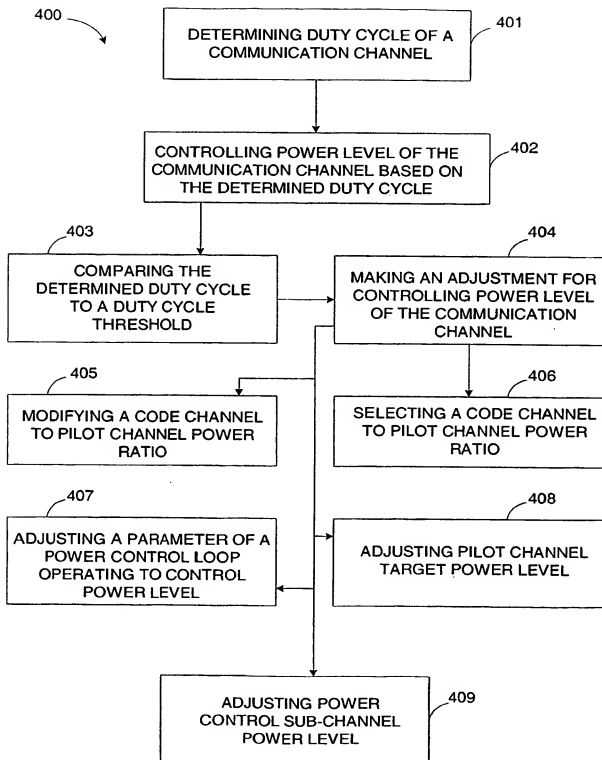 400
DETERMINING DUTY CYCLE OF A
COMMUNICATION CHANNEL
401
CONTROLLING POWER LEVEL OF THE
COMMUNICATION CHANNEL BASED ON
THE DETERMINED DUTY CYCLE
402
403
COMPARING THE
DETERMINED DUTY CYCLE
TO A DUTY CYCLE
THRESHOLD
404
MAKING AN ADJUSTMENT FOR
CONTROLLING POWER LEVEL
OF THE COMMUNICATION
CHANNEL
405
MODIFYING A CODE CHANNEL
TO PILOT CHANNEL POWER
RATIO
406
SELECTING A CODE CHANNEL
TO PILOT CHANNEL POWER
RATIO
407
ADJUSTING A PARAMETER OF A
POWER CONTROL LOOP
OPERATING TO CONTROL
POWER LEVEL
408
ADJUSTING PILOT CHANNEL
TARGET POWER LEVEL
ADJUSTING POWER
CONTROL SUB-CHANNEL
POWER LEVEL
409